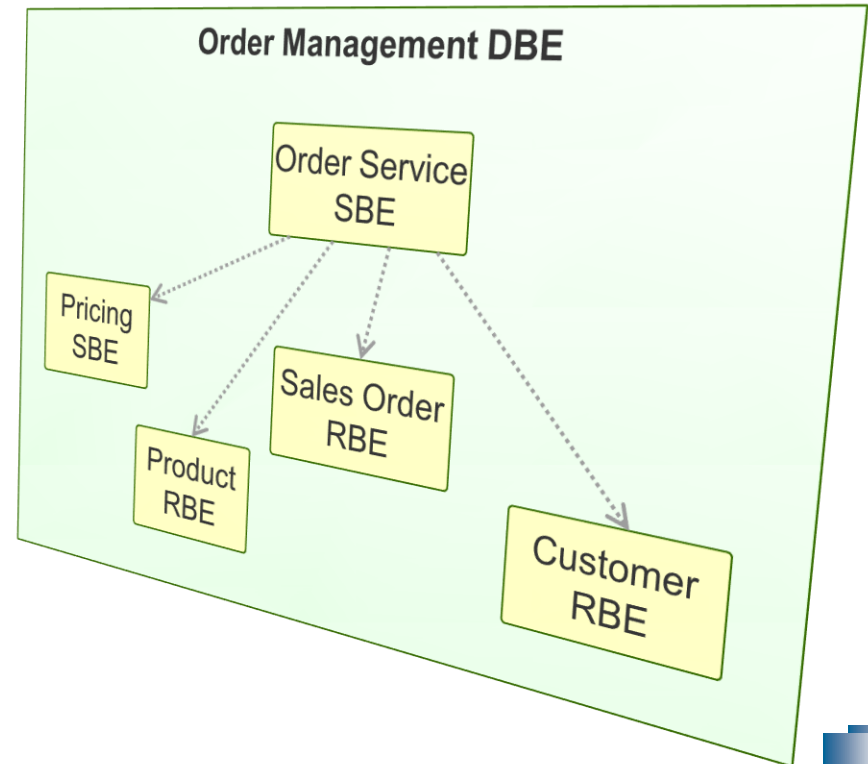 Order Management DBE
Order Service
SBE
Pricing
SBE
Sales Order
RBE
Product
RBE
Customer
RBE